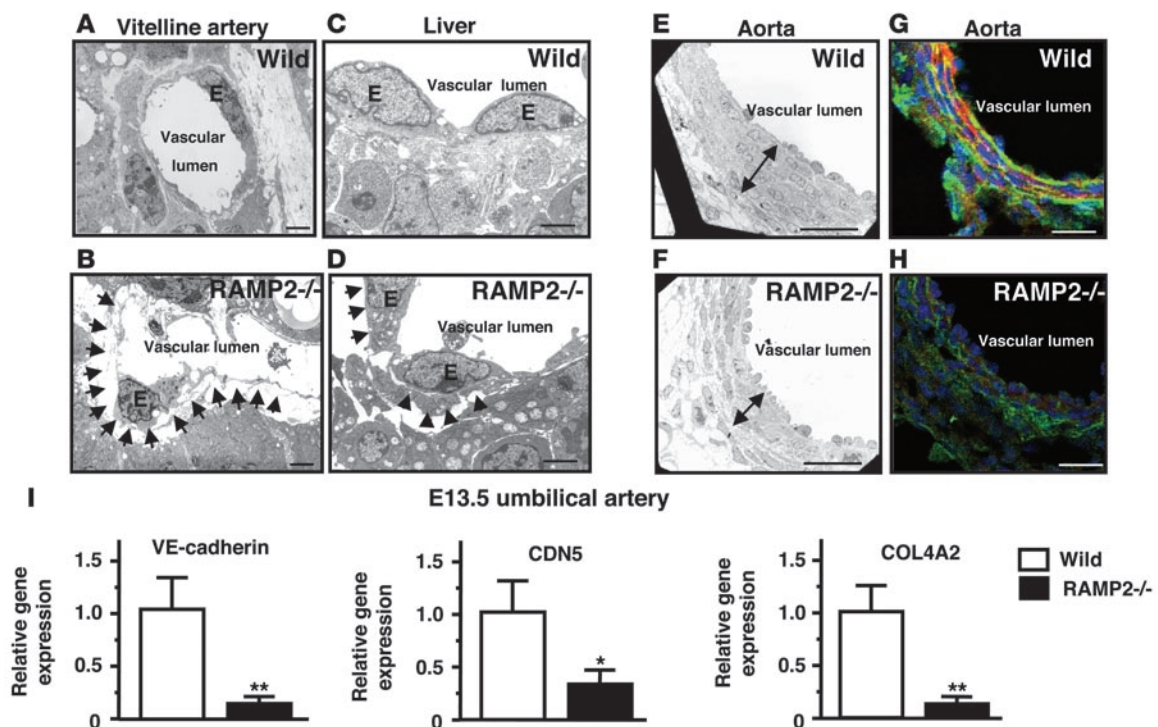 A Vitelline artery
Wild
E
Vascular
lumen
C Liver
Wild
Vascular lumen
E
E
E Aorta
Wild
Vascular lumen
G Aorta
Wild
Vascular lumen
B
RAMP2-/-
Vascular lumen
E
D
RAMP2-/-
E
Vascular lumen
E
F
RAMP2-/-
Vascular lumen
H
RAMP2-/-
Vascular lumen
I
E13.5 umbilical artery
Relative gene
expression
VE-cadherin
1.5
1.0
0.5
0
**
Relative gene
expression
CDN5
1.5
1.0
0.5
0
*
Relative gene
expression
COL4A2
1.5
1.0
0.5
0
**
Wild
RAMP2-/-